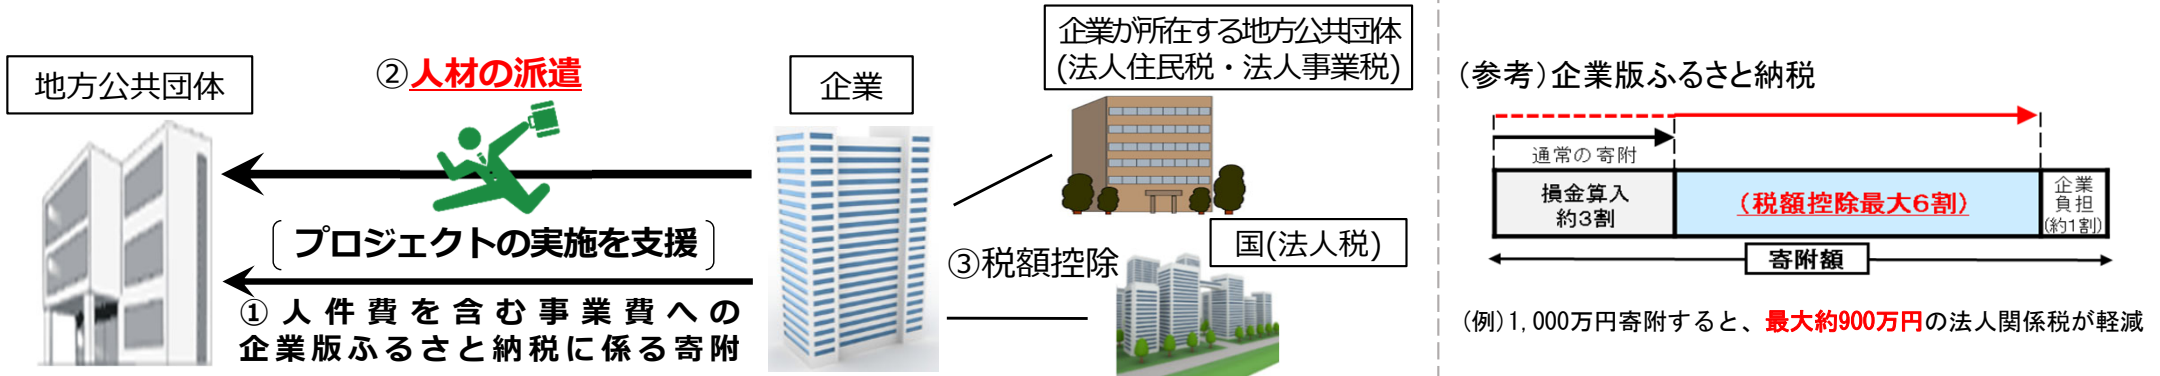 地方公共団体
②人材の派遣
プロジェクトの実施を支援
①人件費を含む事業費への
企業版ふるさと納税に係る寄附
企業
企業が所在する地方公共団体
(法人住民税・法人事業税)
③税額控除
国(法人税)
(参考)企業版ふるさと納税
通常の寄附
損金算入
約3割
(税額控除最大6割)
企業
負担
(約1割)
寄附額
(例)1,000万円寄附すると、最大約900万円の法人関係税が軽減